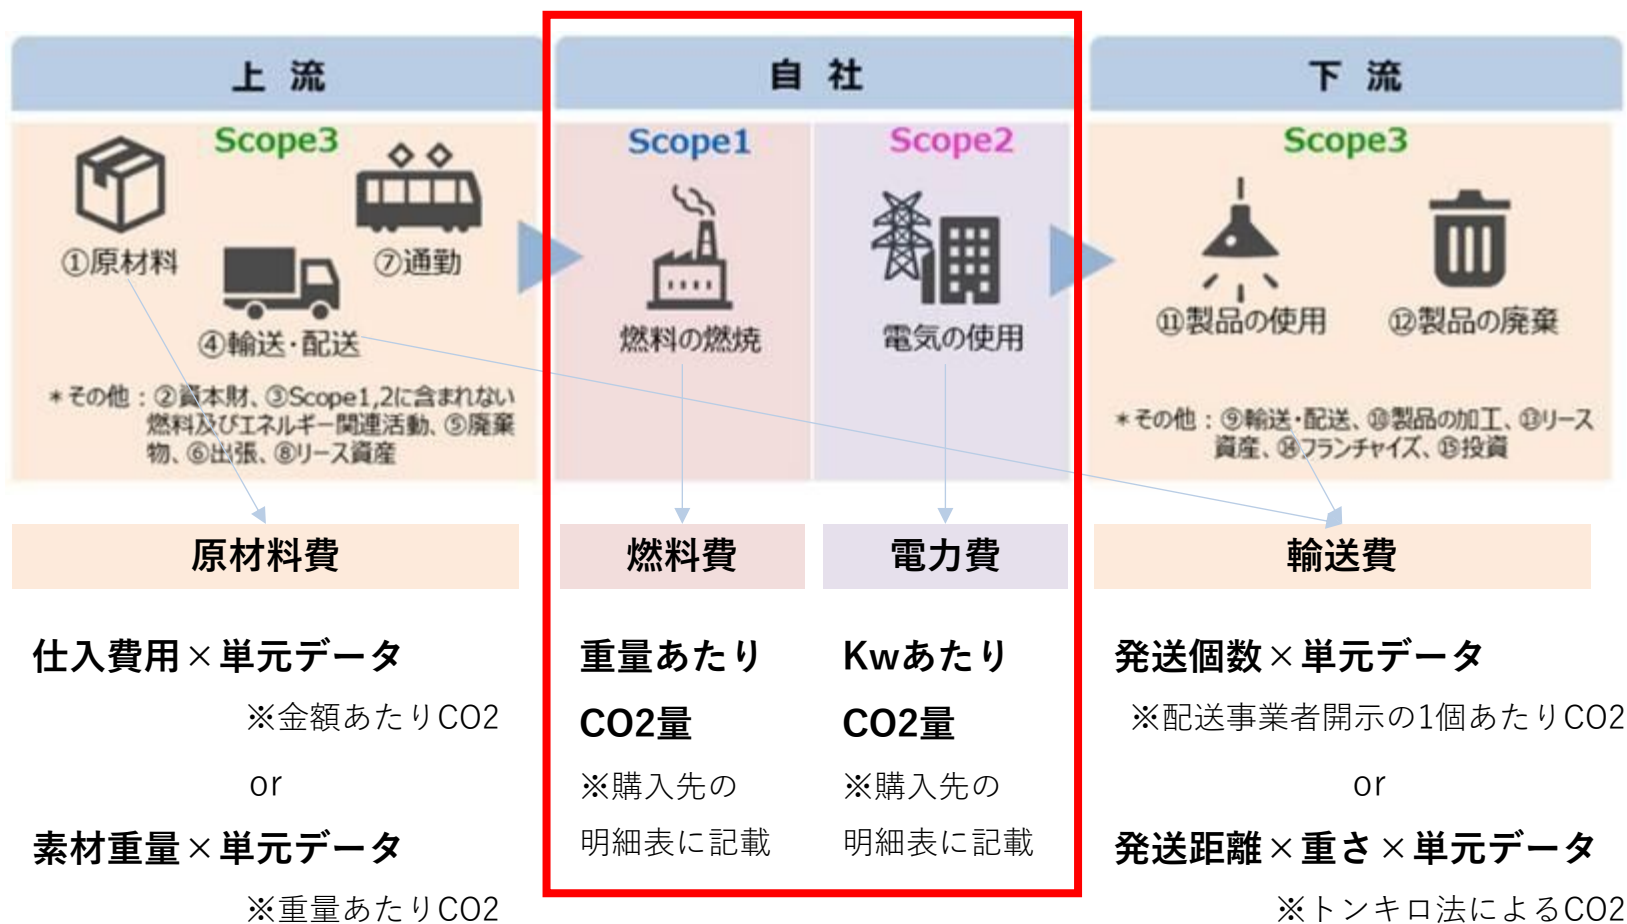 上 流
Scope3
①原材料
⑦通勤
④輸送・配送
＊その他：②資本財、③Scope1,2に含まれない
燃料及びエネルギー関連活動、⑤廃棄
物、⑥出張、⑧リース資産
自 社
Scope1
燃料の燃焼
Scope2
電気の使用
下 流
Scope3
⑪製品の使用
⑫製品の廃棄
＊その他：⑨輸送・配送、⑩製品の加工、⑬リース
資産、⑭フランチャイズ、⑮投資
原材料費
仕入費用×単元データ
※金額あたりCO2
or
素材重量×単元データ
※重量あたりCO2
燃料費
重量あたり
CO2量
※購入先の
明細表に記載
電力費
Kwあたり
CO2量
※購入先の
明細表に記載
輸送費
発送個数×単元データ
※配送事業者開示の1個あたりCO2
or
発送距離×重さ×単元データ
※トンキロ法によるCO2